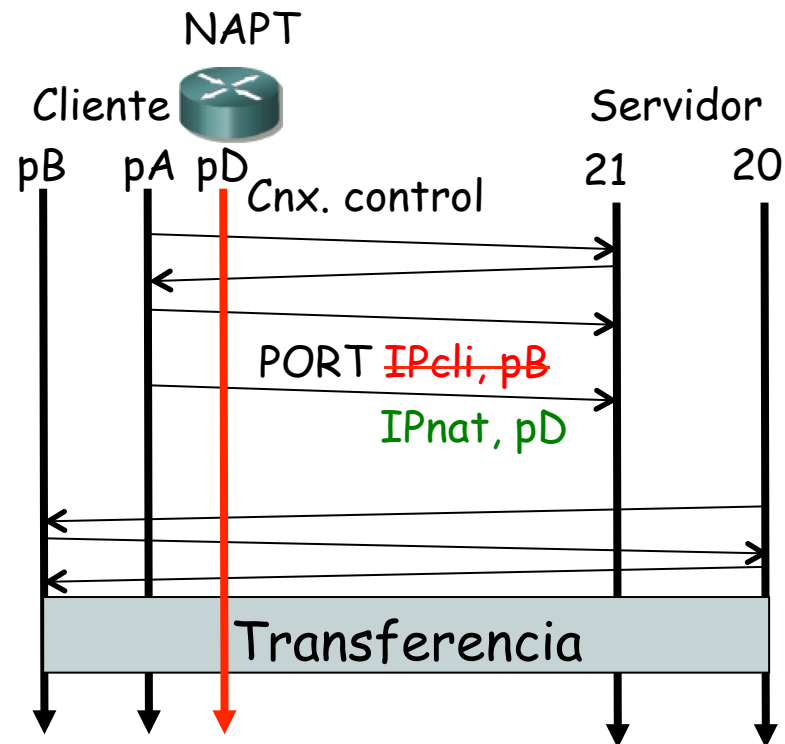 NAPT
Cliente
Servidor
pB pA pD
21 20
Cnx. control
PORT IPcli, pB
IPnat, pD
Transferencia